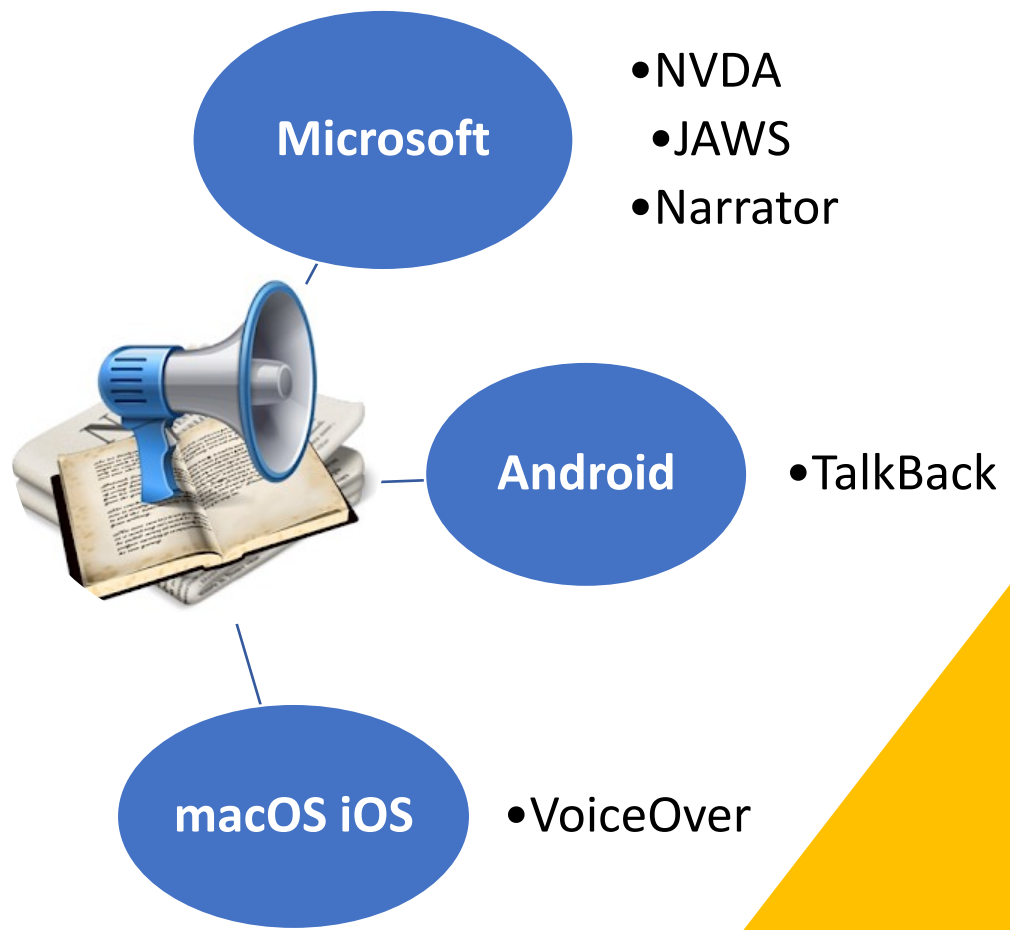 Microsoft
•NVDA
•JAWS
•Narrator
Android
•TalkBack
macOS iOS
•VoiceOver